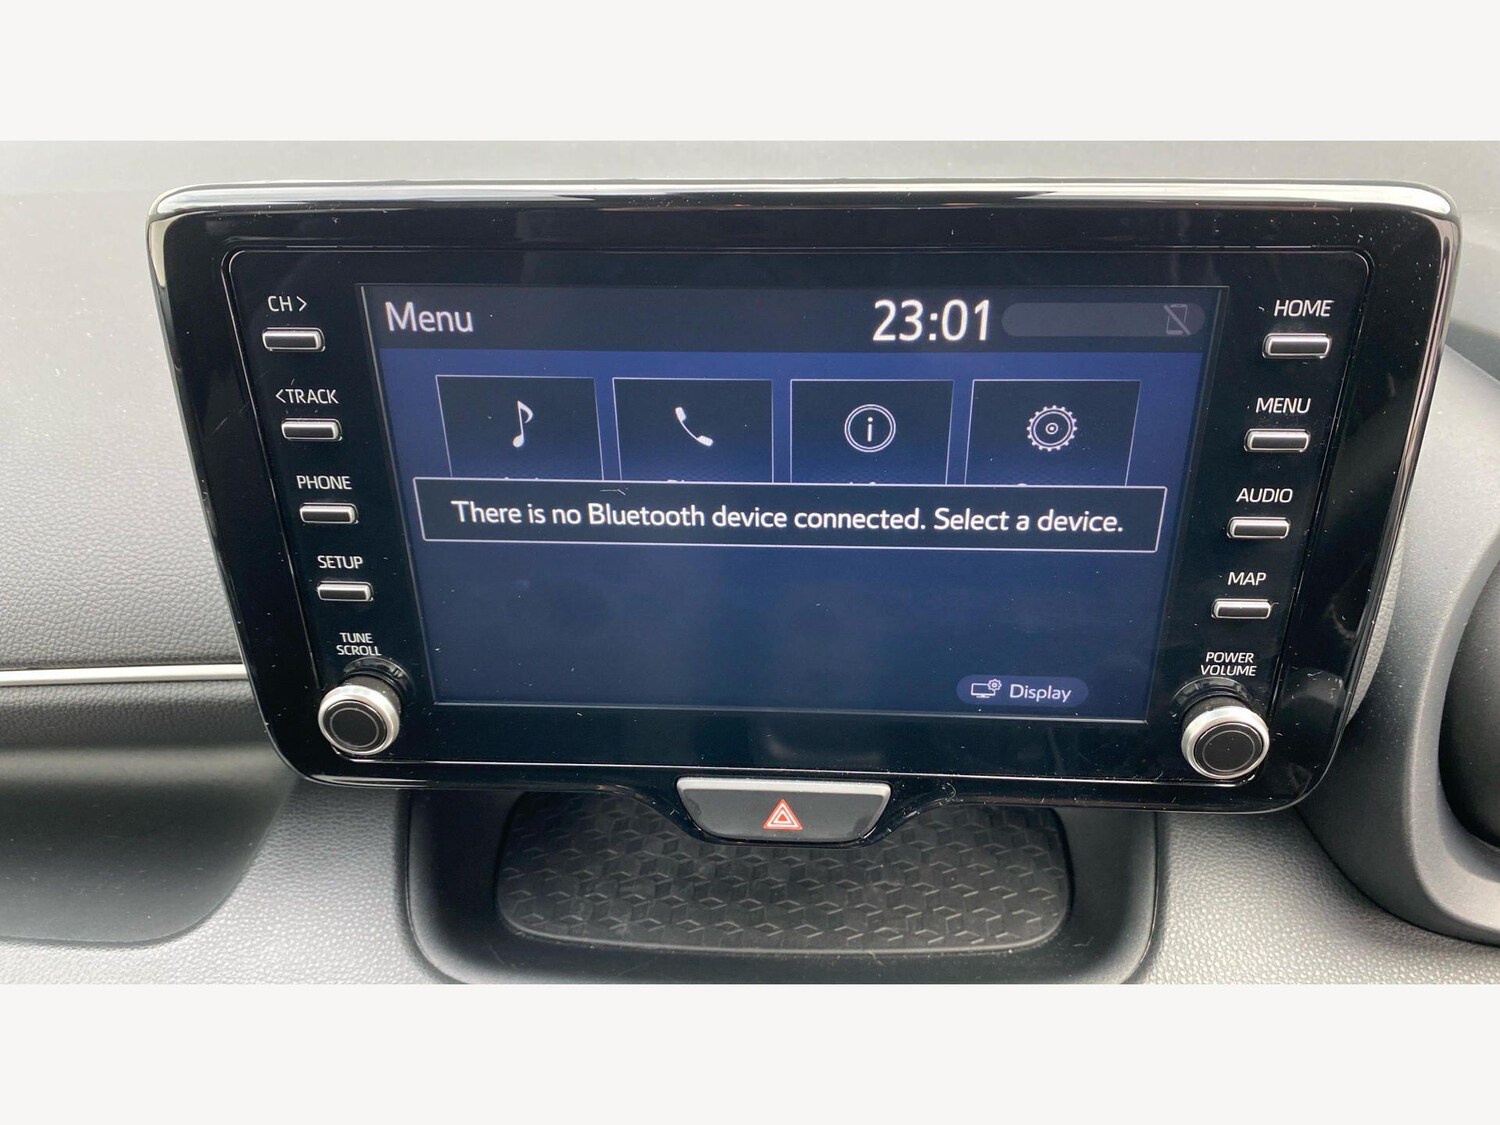 CH >
<TRACK
PHONE
SETUP
TUNE
SCROLL
Menu
23:01
There is no Bluetooth device connected. Select a device.
Display
HOME
MENU
AUDIO
MAP
POWER
VOLUME